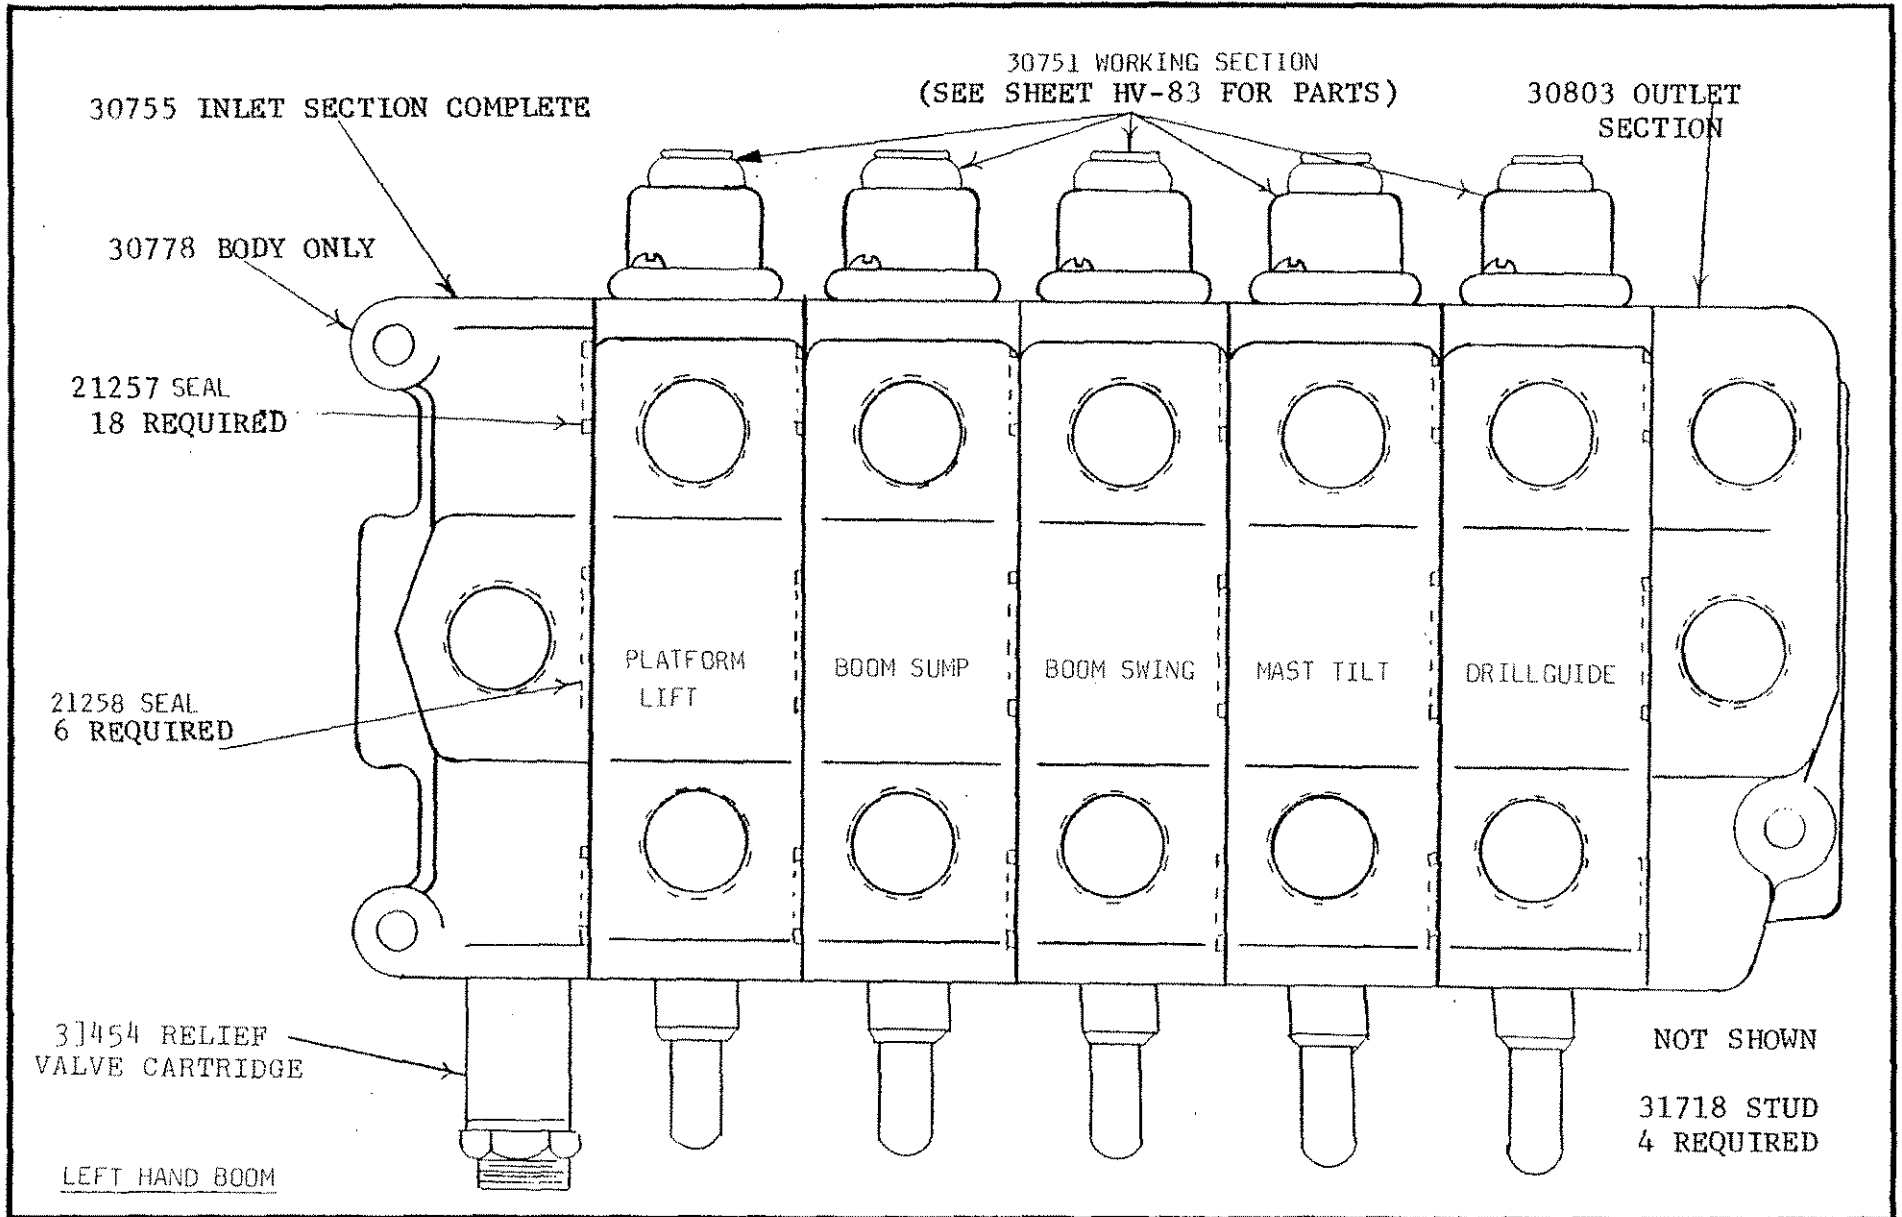 30751 WORKING SECTION
(SEE SHEET HV-83 FOR PARTS)
30755 INLET SECTION COMPLETE
30803 OUTLET
SECTION
30778 BODY ONLY
21257 SEAL
18 REQUIRED
21258 SEAL
6 REQUIRED
PLATFORM
LIFT
BOOM SUMP
BOOM SWING
MAST TILT
DRILLGUIDE
31454 RELIEF
VALVE CARTRIDGE
NOT SHOWN
31718 STUD
4 REQUIRED
LEFT HAND BOOM